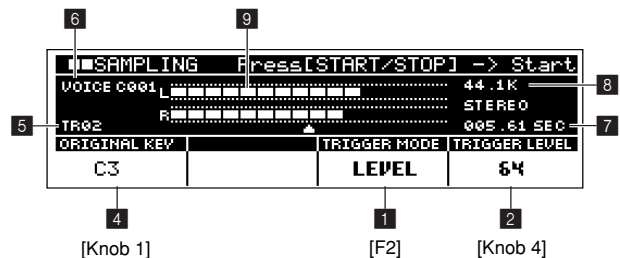 6 9
SAMPLING Press[START/STOP] -> Start
VOICE C001 L 44.1K 8
STEREO
R
5 TR02 005.61 SEC 7
ORIGINAL KEY TRIGGER MODE TRIGGER LEVEL
C3 LEVEL 64
4 1 2
[Knob 1] [F2] [Knob 4]